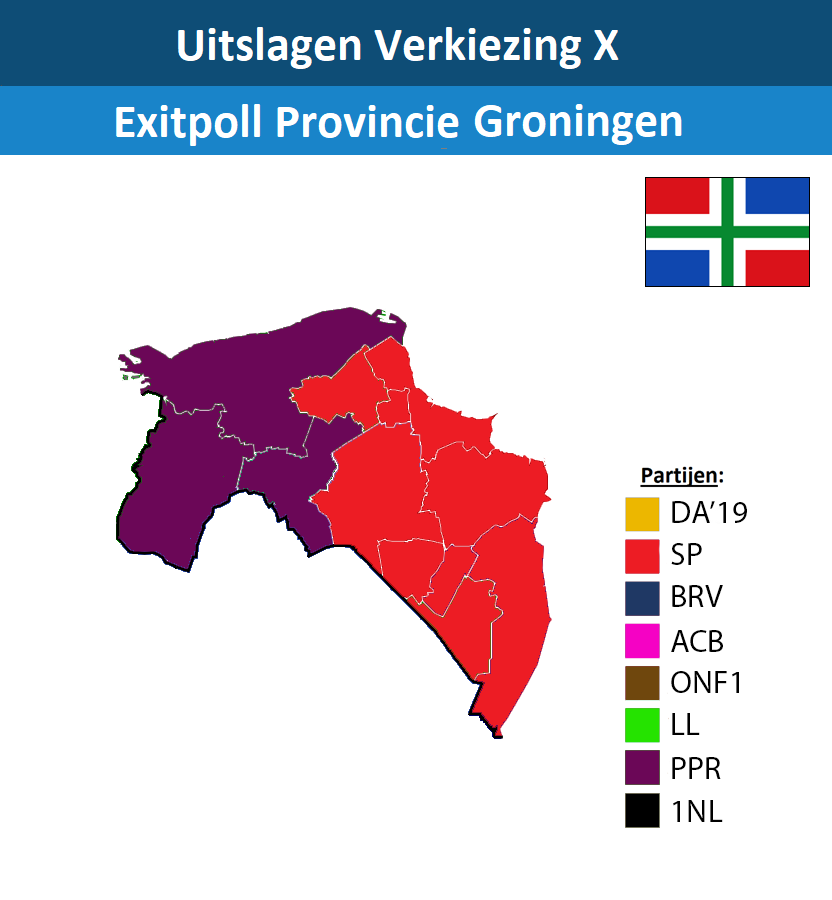 Uitslagen Verkiezing X
Exitpoll Provincie Groningen
Partijen:
DA’19
SP
BRV
ACB
ONF1
LL
PPR
1NL